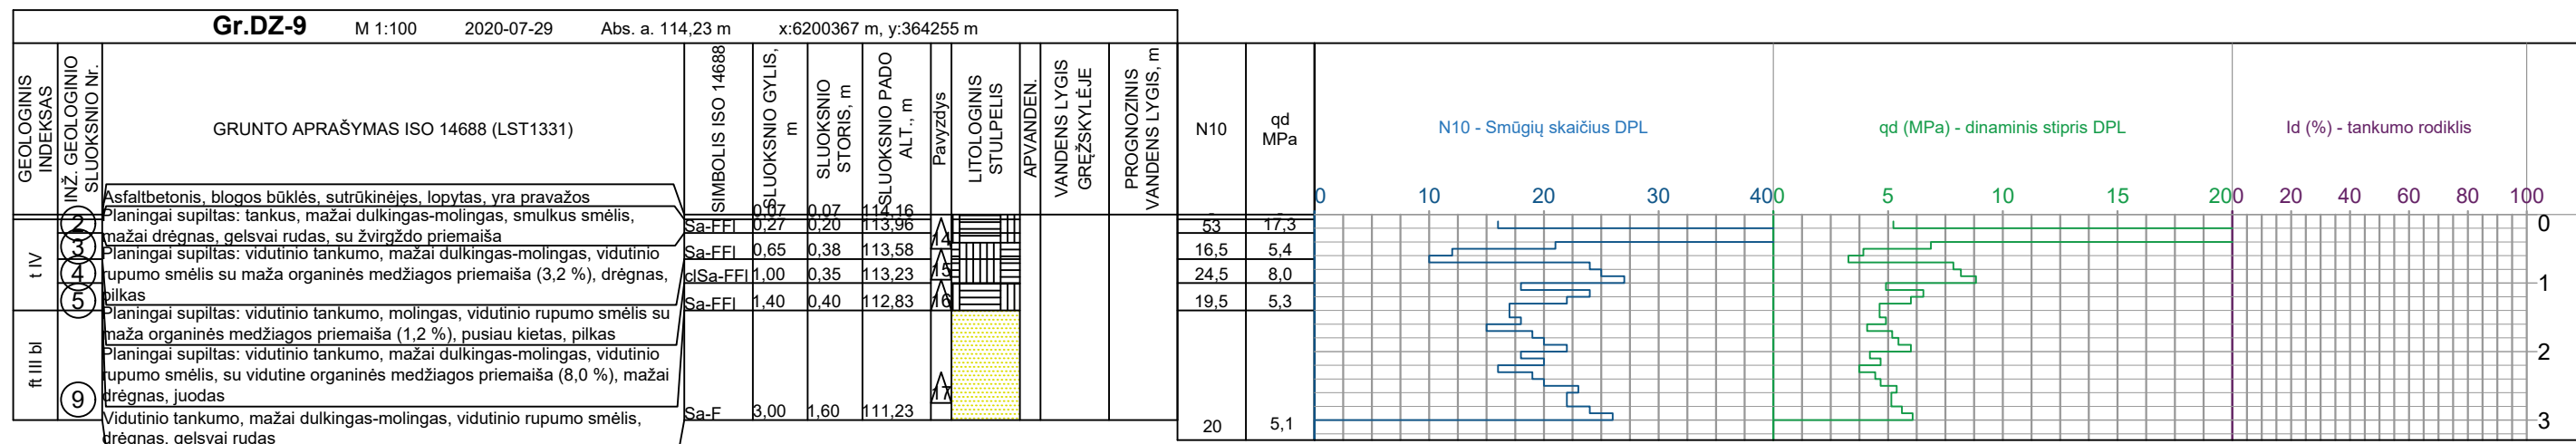 Gr.DZ-9 M 1:100 2020-07-29 Abs. a. 114,23 m x:6200367 m, y:364255 m
GEOLOGINIS
INDEKSAS
INŽ. GEOLOGINIO
SLUOKSNIO Nr.
GRUNTO APRAŠYMAS ISO 14688 (LST1331)
SIMBOLIS ISO 14688
SLUOKSNIO GYLIS,
m
SLUOKSNIO
STORIS, m
SLUOKSNIO PADO
ALT., m
Pavyzdys
LITOLOGINIS
STULPELIS
APVANDEN.
VANDENS LYGIS
GRĘŽSKYLĖJE
PROGNOZINIS
VANDENS LYGIS, m
N10
qd
MPa
N10 - Smūgių skaičius DPL
qd (MPa) - dinaminis stipris DPL
Id (%) - tankumo rodiklis
0 10 20 30 40
0 5 10 15 20
0 20 40 60 80 100
Asfaltbetonis, blogos būklės, sutrūkinėjęs, lopytas, yra pravažos
0,07 0,07 114,16
Planingai supiltas: tankus, mažai dulkingas-molingas, smulkus smėlis,
mažai drėgnas, gelsvai rudas, su žvirgždo priemaiša
2 Sa-FFl 0,27 0,20 113,96 14 53 17,3
Planingai supiltas: vidutinio tankumo, mažai dulkingas-molingas, vidutinio
rupumo smėlis su maža organinės medžiagos priemaiša (3,2 %), drėgnas,
pilkas
3 Sa-FFl 0,65 0,38 113,58 15 16,5 5,4
Planingai supiltas: vidutinio tankumo, molingas, vidutinio rupumo smėlis su
maža organinės medžiagos priemaiša (1,2 %), pusiau kietas, pilkas
4 clSa-FFl 1,00 0,35 113,23 24,5 8,0
Planingai supiltas: vidutinio tankumo, mažai dulkingas-molingas, vidutinio
rupumo smėlis, su vidutine organinės medžiagos priemaiša (8,0 %), mažai
drėgnas, juodas
5 Sa-FFl 1,40 0,40 112,83 16 19,5 5,3
Vidutinio tankumo, mažai dulkingas-molingas, vidutinio rupumo smėlis,
drėgnas, gelsvai rudas
9 Sa-F 3,00 1,60 111,23 17 20 5,1
t IV
ft III bl
0
1
2
3